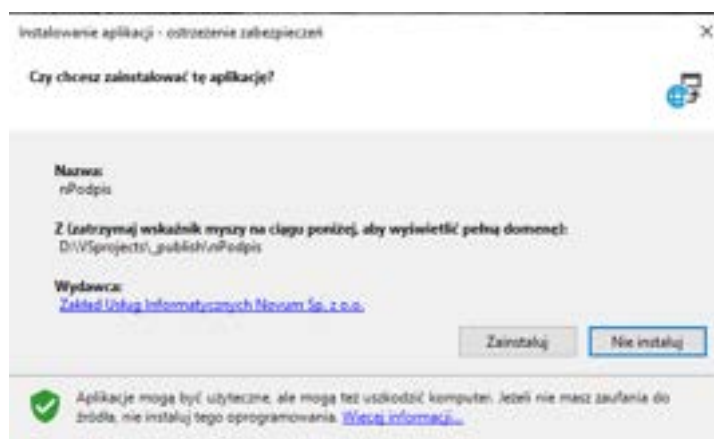 Instalowanie aplikacji - ostrzeżenie zabezpieczeń
Czy chcesz zainstalować tę aplikację?
Nazwa:
nPodpis
Z (zatrzymaj wskaźnik myszy na ciągu poniżej, aby wyświetlić pełną domenę):
D:\VSprojects\_publish\nPodpis
Wydawca:
Zakład Usług Informatycznych Novum Sp. z o.o.
Zainstaluj
Nie instaluj
Aplikacje mogą być użyteczne, ale mogą też uszkodzić komputer. Jeżeli nie masz zaufania do
źródła, nie instaluj tego oprogramowania. Więcej informacji...